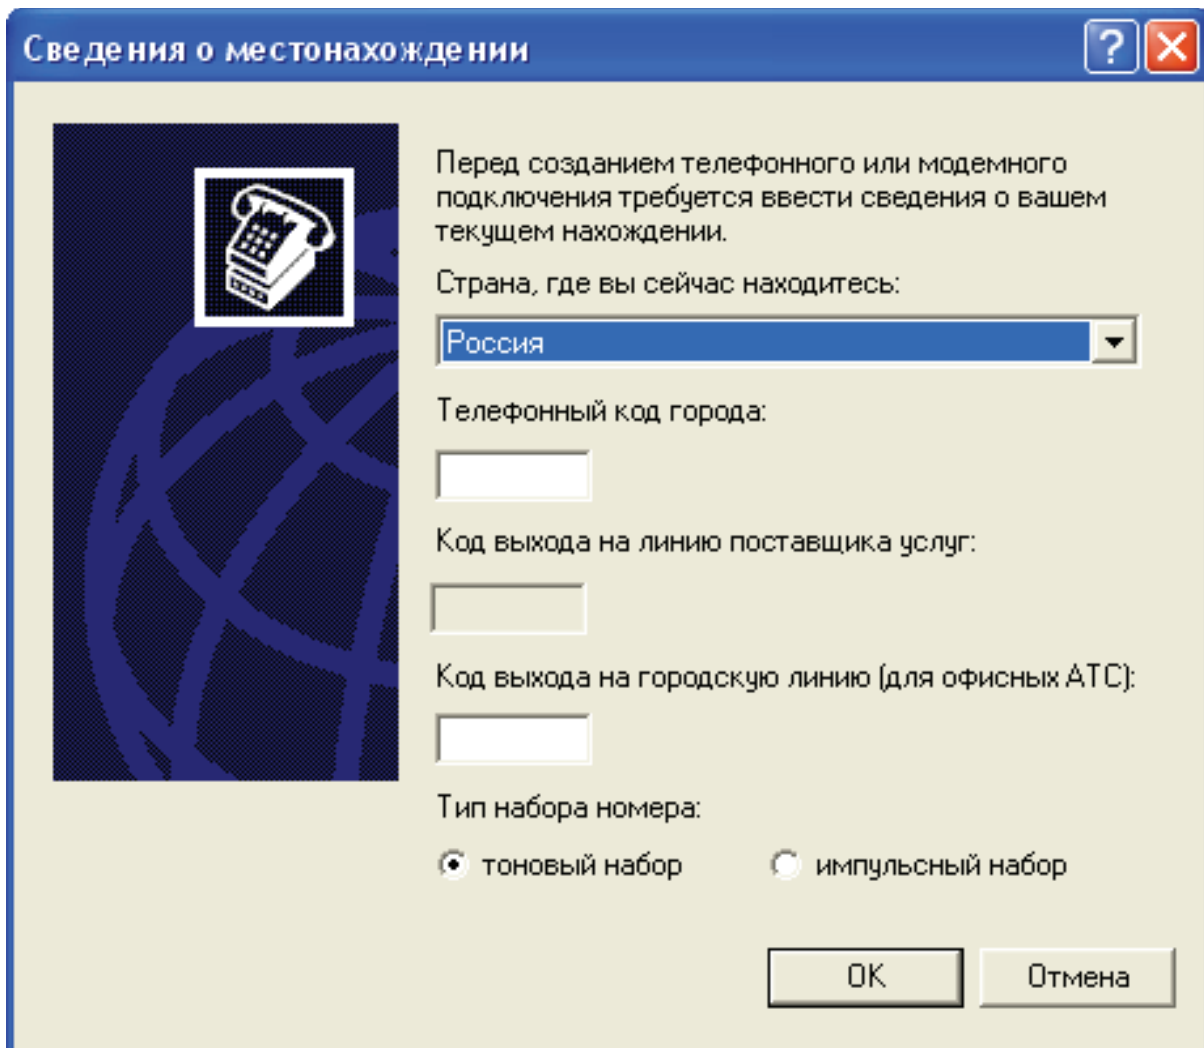 Сведения о местонахождении
Перед созданием телефонного или модемного
подключения требуется ввести сведения о вашем
текущем нахождении.
Страна, где вы сейчас находитесь:
Россия
Телефонный код города:
Код выхода на линию поставщика услуг:
Код выхода на городскую линию (для офисных АТС):
Тип набора номера:
тоновый набор импульсный набор
OK Отмена